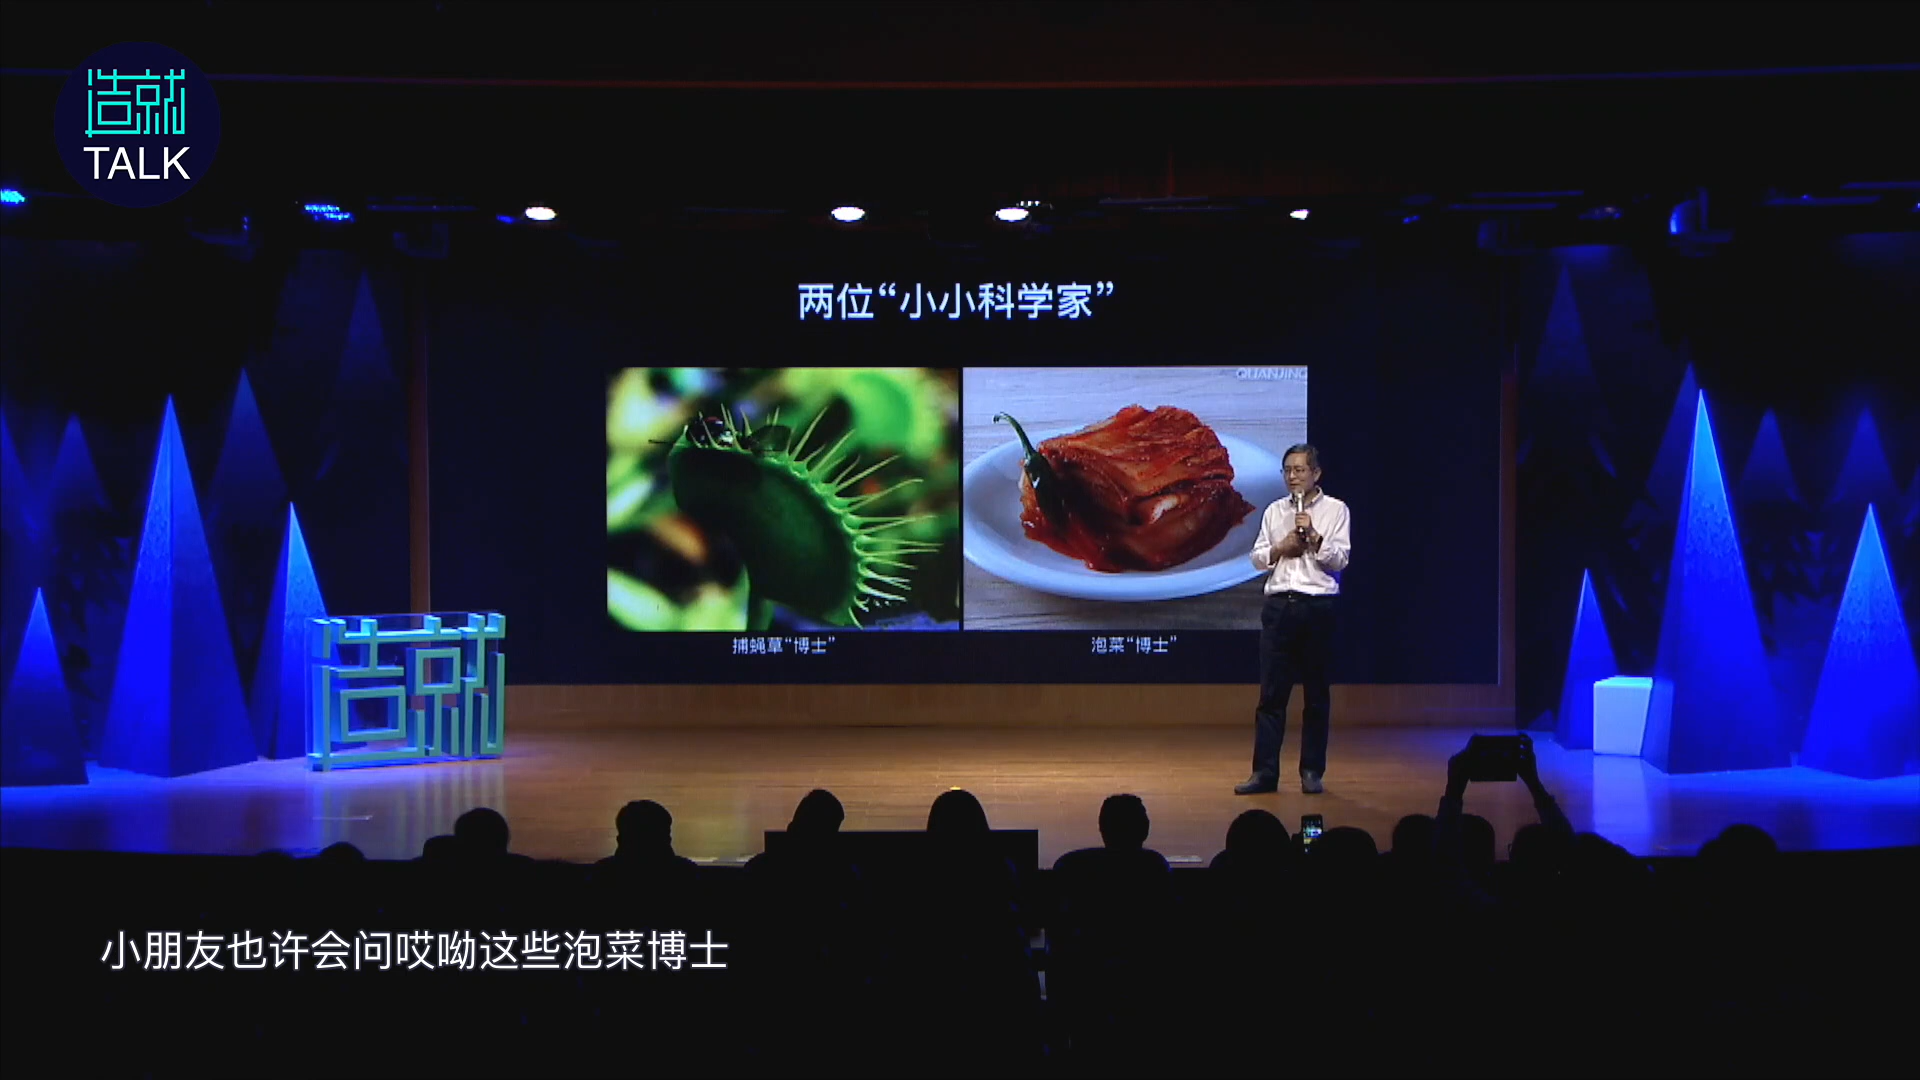 造就
TALK
两位“小小科学家”
QUANJING
捕蝇草“博士”
泡菜“博士”
造就
小朋友也许会问哎呦这些泡菜博士